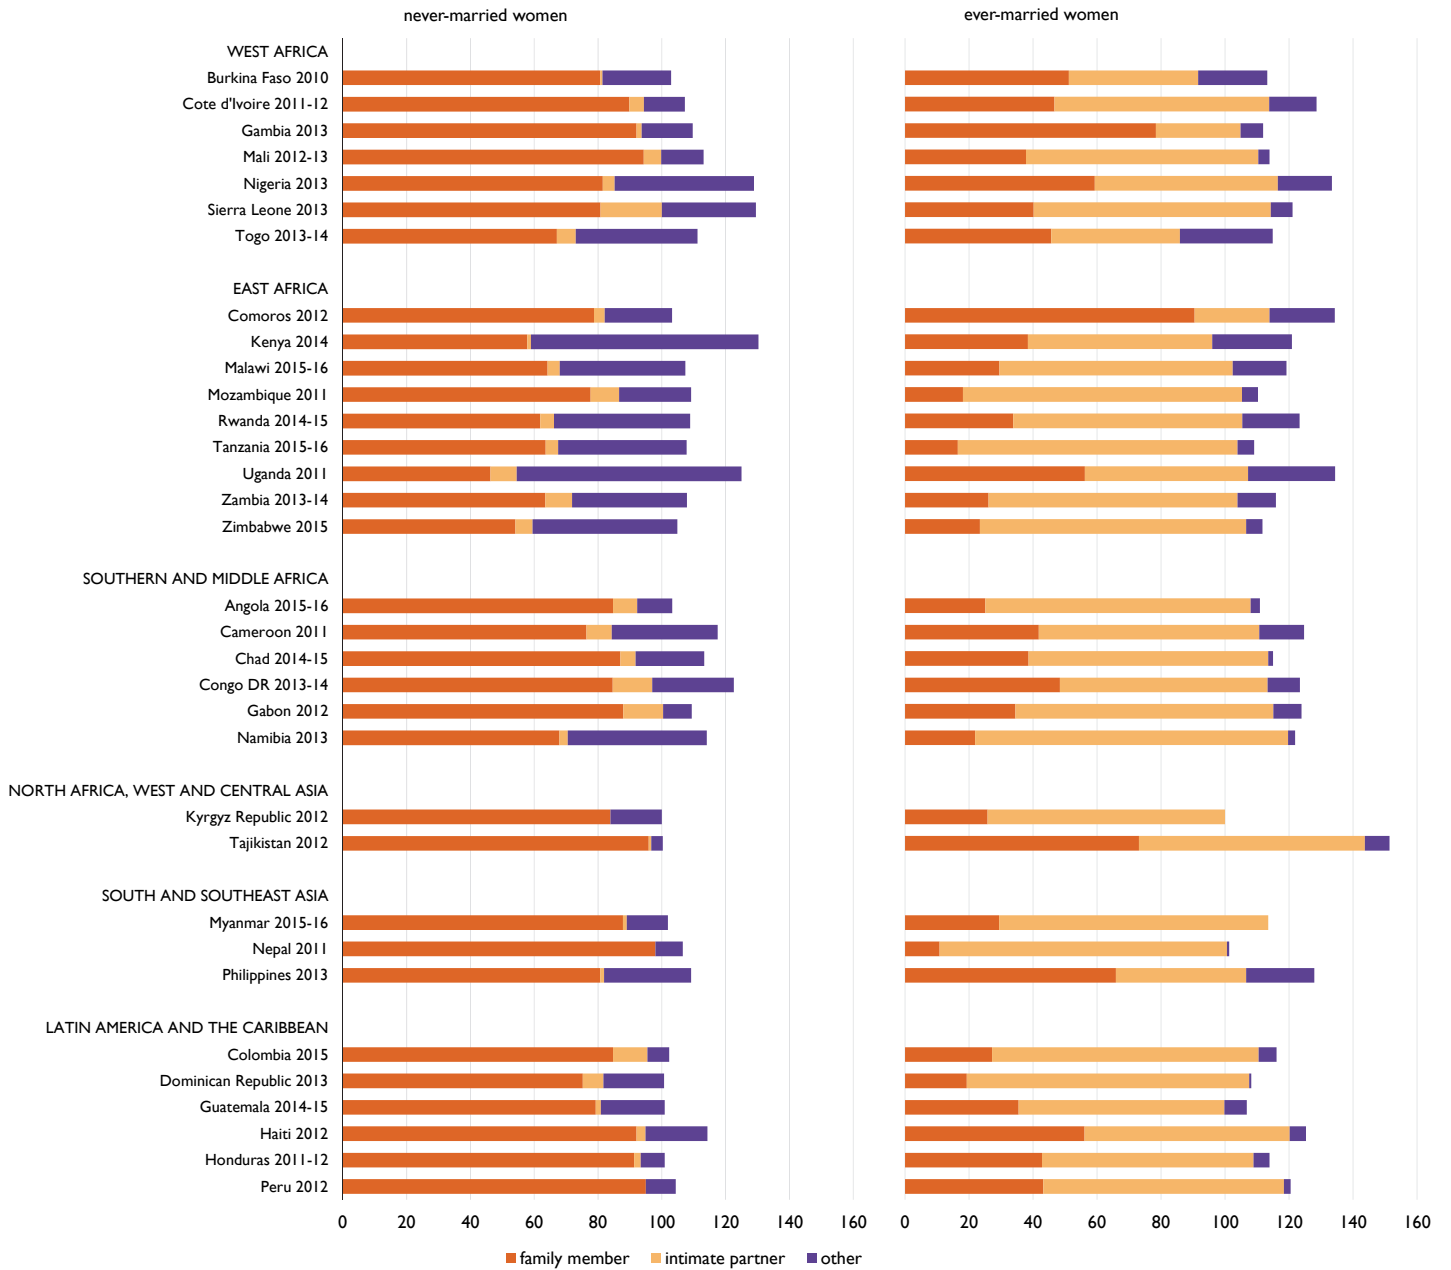 never-married women
ever-married women
WEST AFRICA
Burkina Faso 2010
Cote d'Ivoire 2011-12
Gambia 2013
Mali 2012-13
Nigeria 2013
Sierra Leone 2013
Togo 2013-14
EAST AFRICA
Comoros 2012
Kenya 2014
Malawi 2015-16
Mozambique 2011
Rwanda 2014-15
Tanzania 2015-16
Uganda 2011
Zambia 2013-14
Zimbabwe 2015
SOUTHERN AND MIDDLE AFRICA
Angola 2015-16
Cameroon 2011
Chad 2014-15
Congo DR 2013-14
Gabon 2012
Namibia 2013
NORTH AFRICA, WEST AND CENTRAL ASIA
Kyrgyz Republic 2012
Tajikistan 2012
SOUTH AND SOUTHEAST ASIA
Myanmar 2015-16
Nepal 2011
Philippines 2013
LATIN AMERICA AND THE CARIBBEAN
Colombia 2015
Dominican Republic 2013
Guatemala 2014-15
Haiti 2012
Honduras 2011-12
Peru 2012
0 20 40 60 80 100 120 140 160
0 20 40 60 80 100 120 140 160
family member intimate partner other